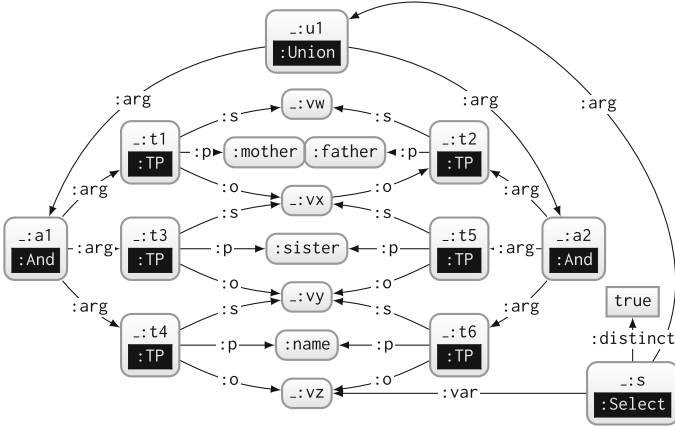 _:u1
:Union
:arg
:arg
:arg
:s
_:vw
:s
_:t1
:TP
:p
:mother
:father
:p
_:t2
:TP
:arg
:o
_:vx
:o
:arg
:s
:s
_:a1
:And
:arg
_:t3
:TP
:p
:sister
:p
_:t5
:TP
:arg
_:a2
:And
:o
_:vy
:o
:arg
:s
:s
:arg
true
_:t4
:TP
:p
:name
:p
_:t6
:TP
:distinct
:o
_:vz
:o
:var
_:s
:Select